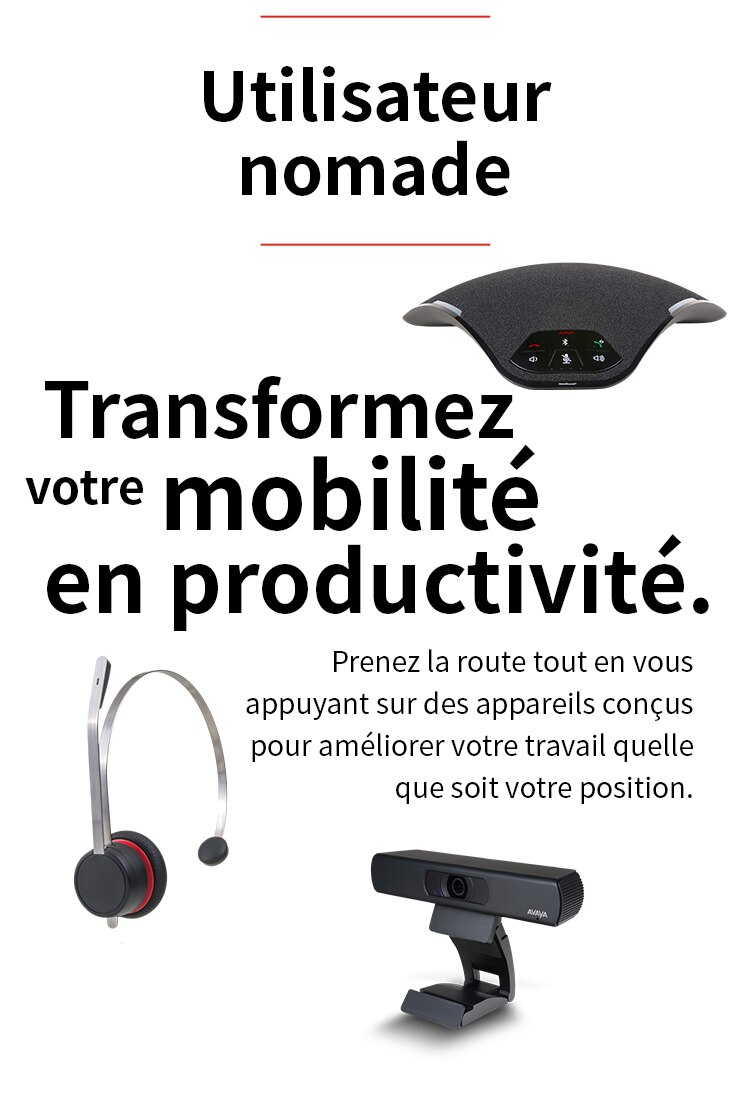 Utilisateur
nomade
AVAYA
Transformez
votre mobilité
en productivité.
Prenez la route tout en vous
appuyant sur des appareils conçus
pour améliorer votre travail quelle
que soit votre position.
AVAYA